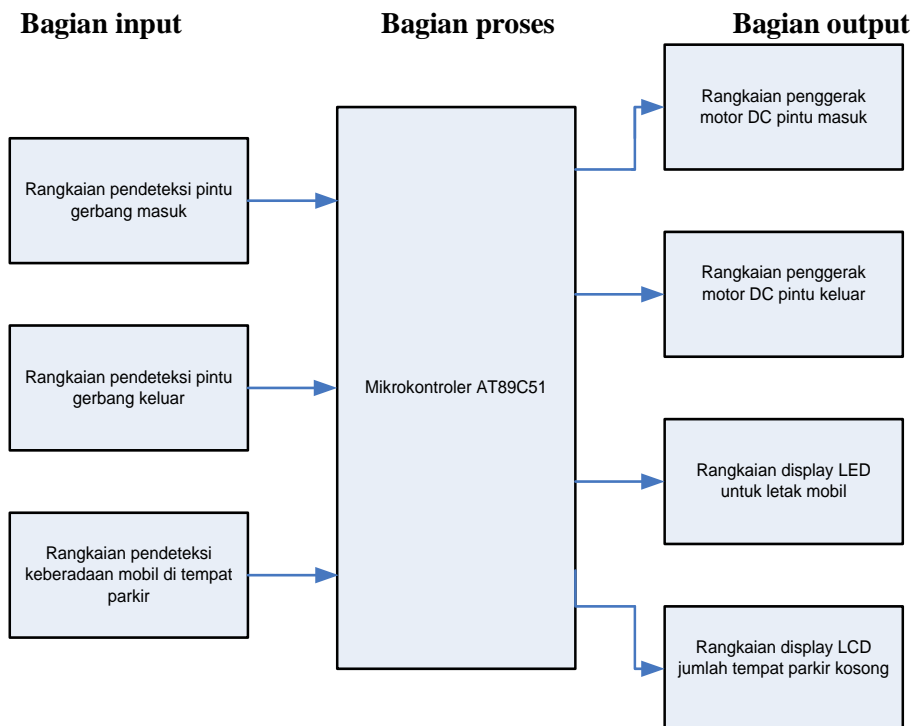 Bagian input
Bagian proses
Bagian output
Rangkaian pendeteksi pintu
gerbang masuk
Rangkaian pendeteksi pintu
gerbang keluar
Rangkaian pendeteksi
keberadaan mobil di tempat
parkir
Mikrokontroler AT89C51
Rangkaian penggerak
motor DC pintu masuk
Rangkaian penggerak
motor DC pintu keluar
Rangkaian display LED
untuk letak mobil
Rangkaian display LCD
jumlah tempat parkir kosong